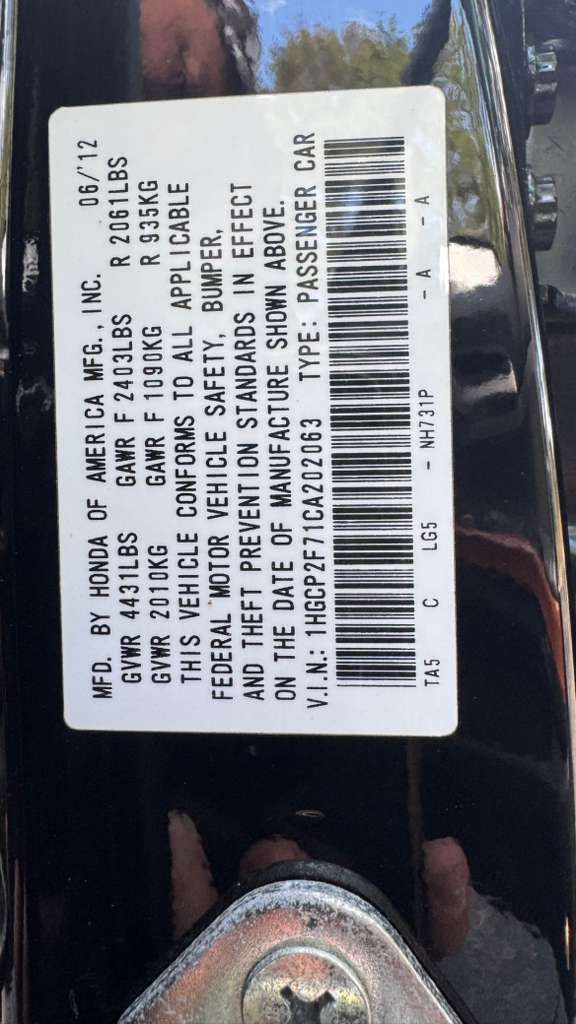 MFD. BY HONDA OF AMERICA MFG., INC. 06/'12
GVWR 4431LBS GAWR F 2403LBS R 2061LBS
GVWR 2010KG GAWR F 1090KG R 935KG
THIS VEHICLE CONFORMS TO ALL APPLICABLE
FEDERAL MOTOR VEHICLE SAFETY, BUMPER,
AND THEFT PREVENTION STANDARDS IN EFFECT
ON THE DATE OF MANUFACTURE SHOWN ABOVE.
V.I.N.: 1HGCP2F71CA202063 TYPE: PASSENGER CAR
TA5 C LG5 - NH731P - A - A